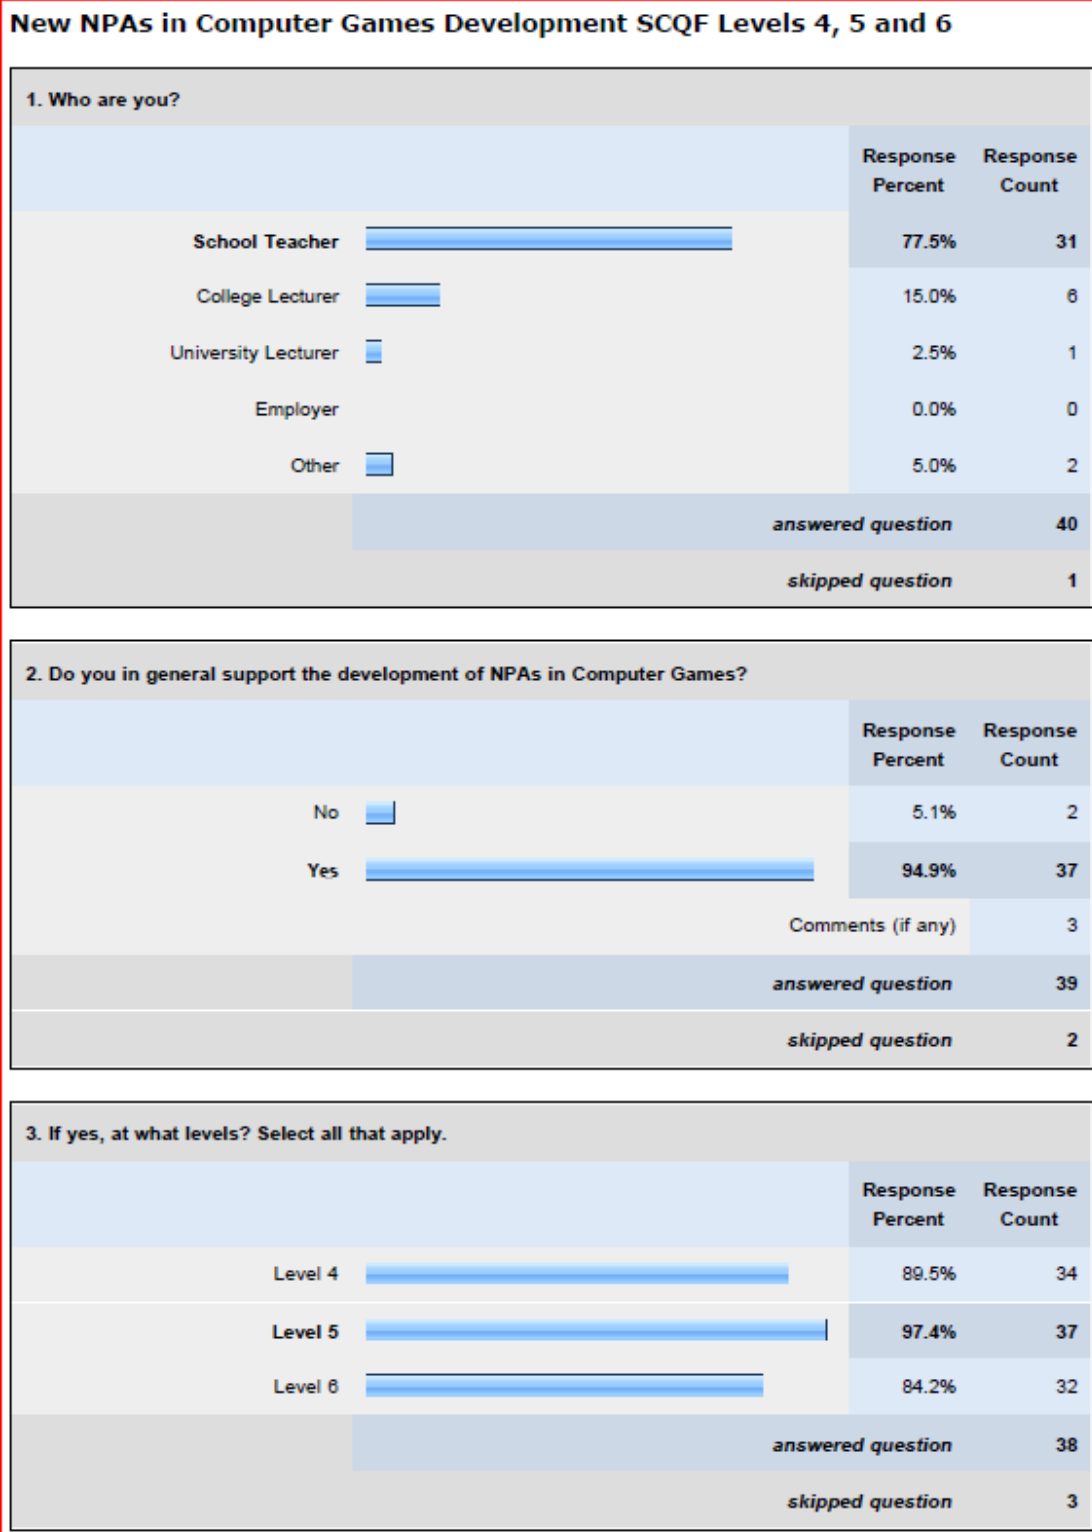 New NPAs in Computer Games Development SCQF Levels 4, 5 and 6
1. Who are you?
Response Percent Response Count
School Teacher 77.5% 31
College Lecturer 15.0% 6
University Lecturer 2.5% 1
Employer 0.0% 0
Other 5.0% 2
answered question 40
skipped question 1
2. Do you in general support the development of NPAs in Computer Games?
Response Percent Response Count
No 5.1% 2
Yes 94.9% 37
Comments (if any) 3
answered question 39
skipped question 2
3. If yes, at what levels? Select all that apply.
Response Percent Response Count
Level 4 89.5% 34
Level 5 97.4% 37
Level 6 84.2% 32
answered question 38
skipped question 3